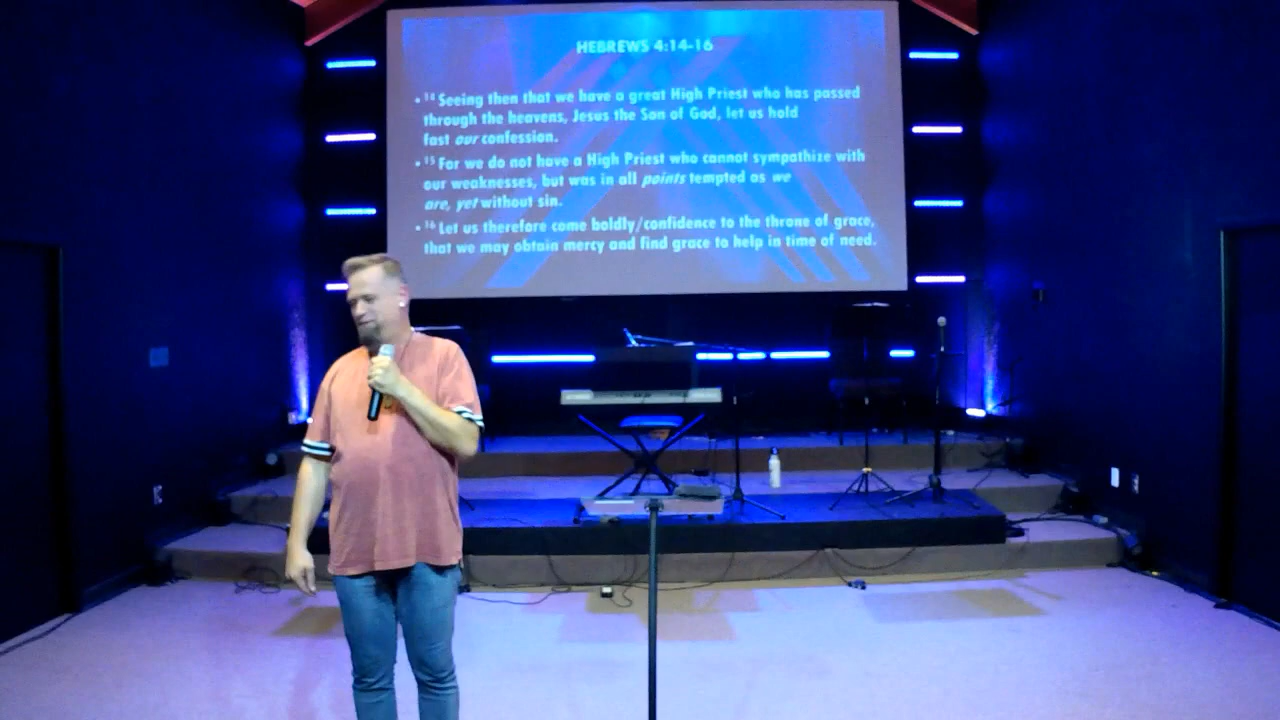 HEBREWS 4:14-16
• 14 Seeing then that we have a great High Priest who has passed
through the heavens, Jesus the Son of God, let us hold
fast our confession.
• 15 For we do not have a High Priest who cannot sympathize with
our weaknesses, but was in all points tempted as we
are, yet without sin.
• 16 Let us therefore come boldly/confidence to the throne of grace,
that we may obtain mercy and find grace to help in time of need.